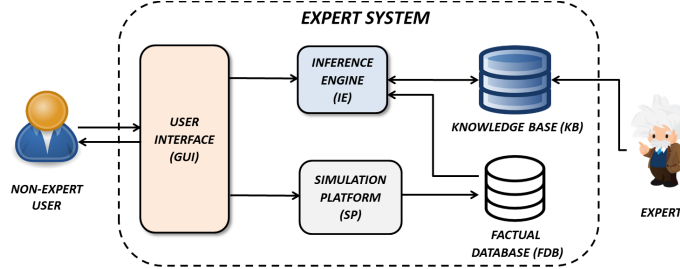 EXPERT SYSTEM
INFERENCE
ENGINE
(IE)
USER
INTERFACE
(GUI)
KNOWLEDGE BASE (KB)
SIMULATION
PLATFORM
(SP)
NON-EXPERT
USER
FACTUAL
DATABASE (FDB)
EXPERT